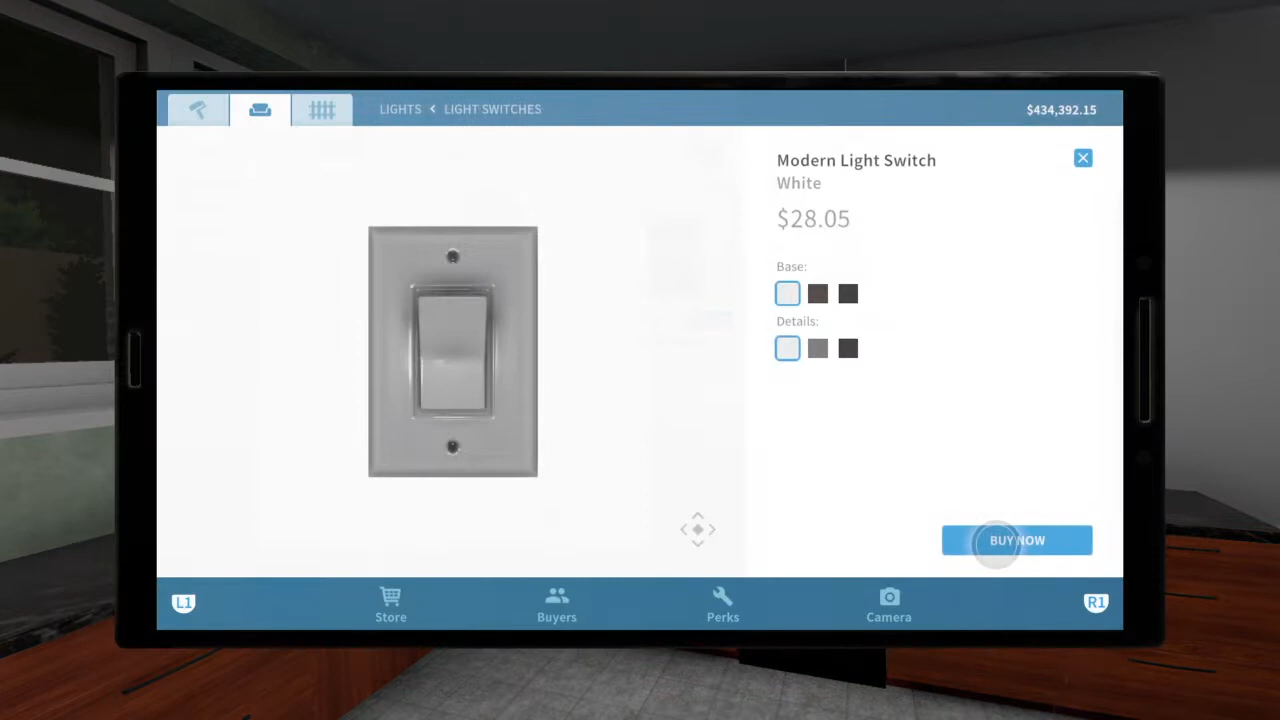 LIGHTS < LIGHT SWITCHES
$434,392.15
Modern Light Switch
White
$28.05
Base:
Details:
BUY NOW
L1
Store
Buyers
Perks
Camera
R1